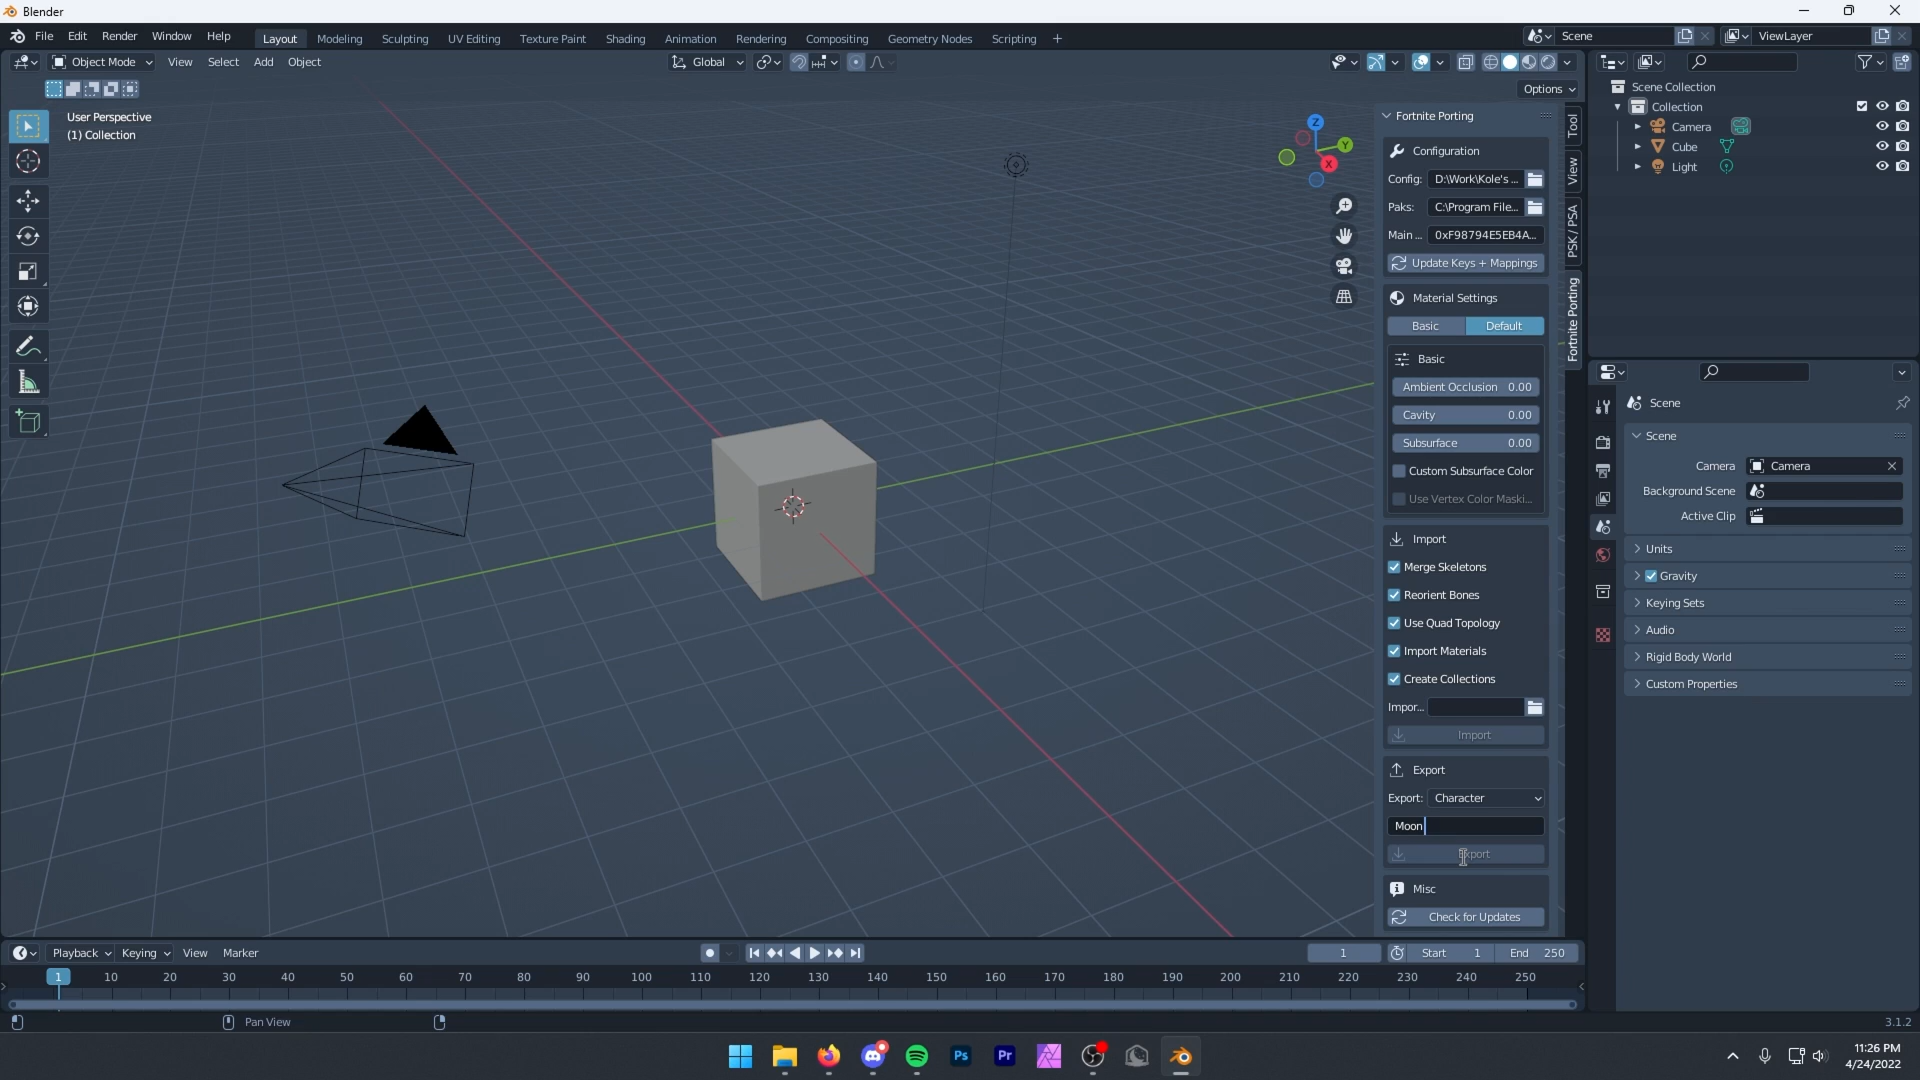 Blender
File Edit Render Window Help Layout Modeling Sculpting UV Editing Texture Paint Shading Animation Rendering Compositing Geometry Nodes Scripting + Scene ViewLayer
Object Mode View Select Add Object Global
Options
User Perspective
(1) Collection
Z
Y
X
Fortnite Porting
Configuration
Config: D:\Work\Kole's ...
Paks: C:\Program File...
Main ... 0xF98794E5EB4A...
Update Keys + Mappings
Material Settings
Basic Default
Basic
Ambient Occlusion 0.00
Cavity 0.00
Subsurface 0.00
Custom Subsurface Color
Use Vertex Color Maski...
Import
Merge Skeletons
Reorient Bones
Use Quad Topology
Import Materials
Create Collections
Impor...
Import
Export
Export: Character
Moon
Export
Misc
Check for Updates
Tool
View
PSK / PSA
Fortnite Porting
Scene Collection
Collection
Camera
Cube
Light
Scene
Scene
Camera Camera
Background Scene
Active Clip
Units
Gravity
Keying Sets
Audio
Rigid Body World
Custom Properties
Playback Keying View Marker 1 Start 1 End 250
1 10 20 30 40 50 60 70 80 90 100 110 120 130 140 150 160 170 180 190 200 210 220 230 240 250
Pan View 3.1.2
Ps Pr
11:26 PM
4/24/2022